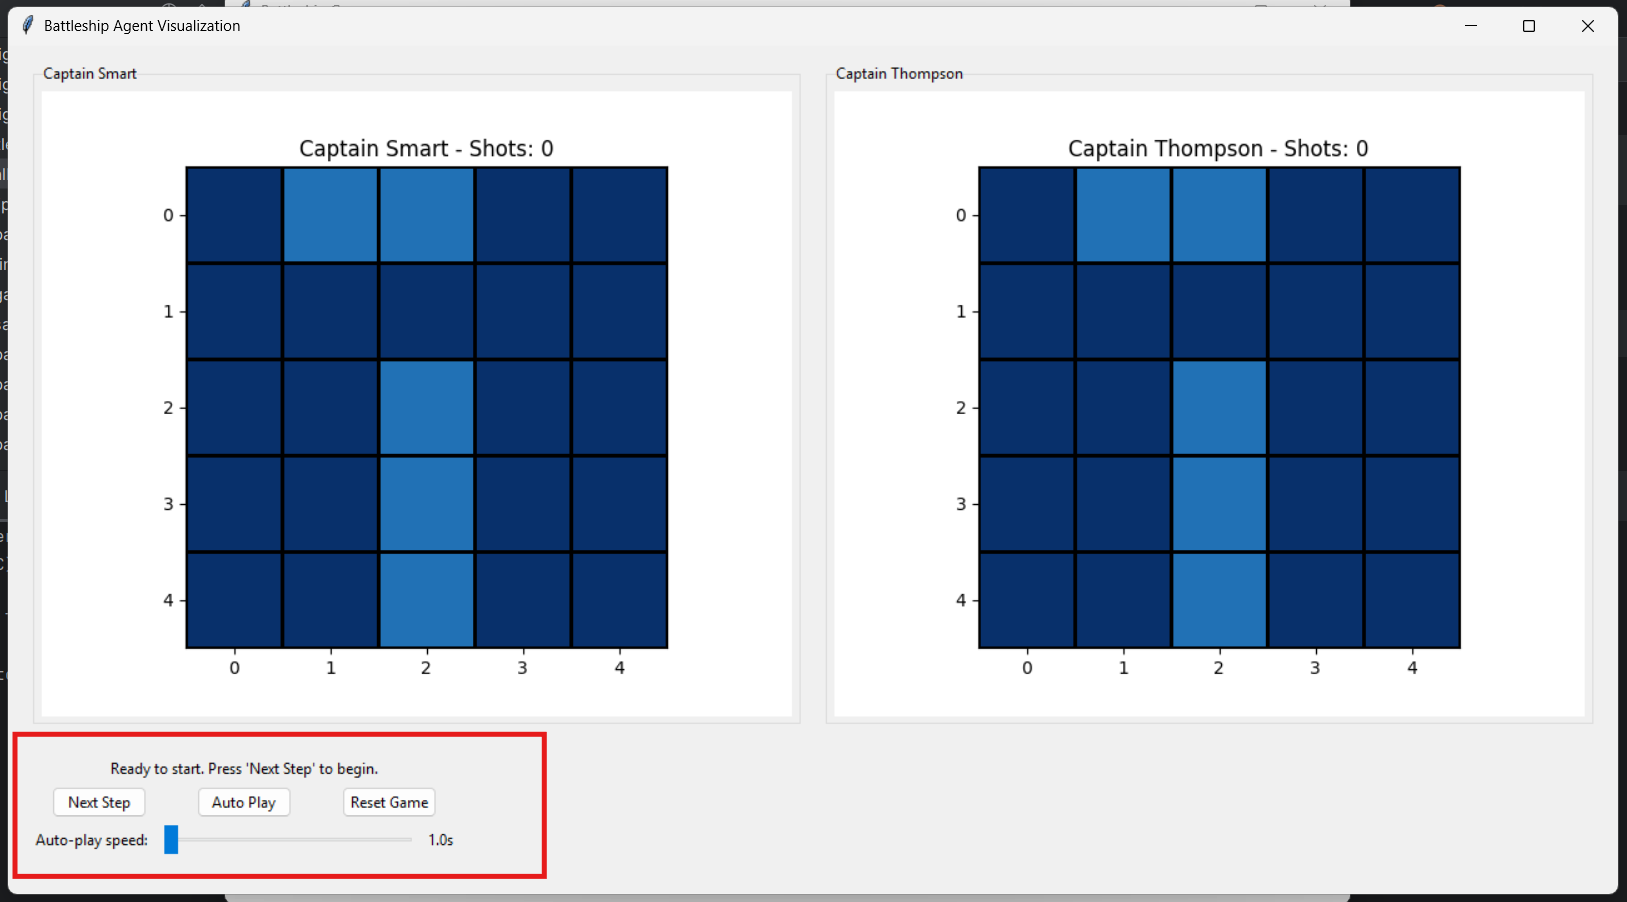 Battleship Agent Visualization
Captain Smart
Captain Thompson
Captain Smart - Shots: 0
0
1
2
3
4
0 1 2 3 4
Captain Thompson - Shots: 0
0
1
2
3
4
0 1 2 3 4
Ready to start. Press 'Next Step' to begin.
Next Step Auto Play Reset Game
Auto-play speed: 1.0s